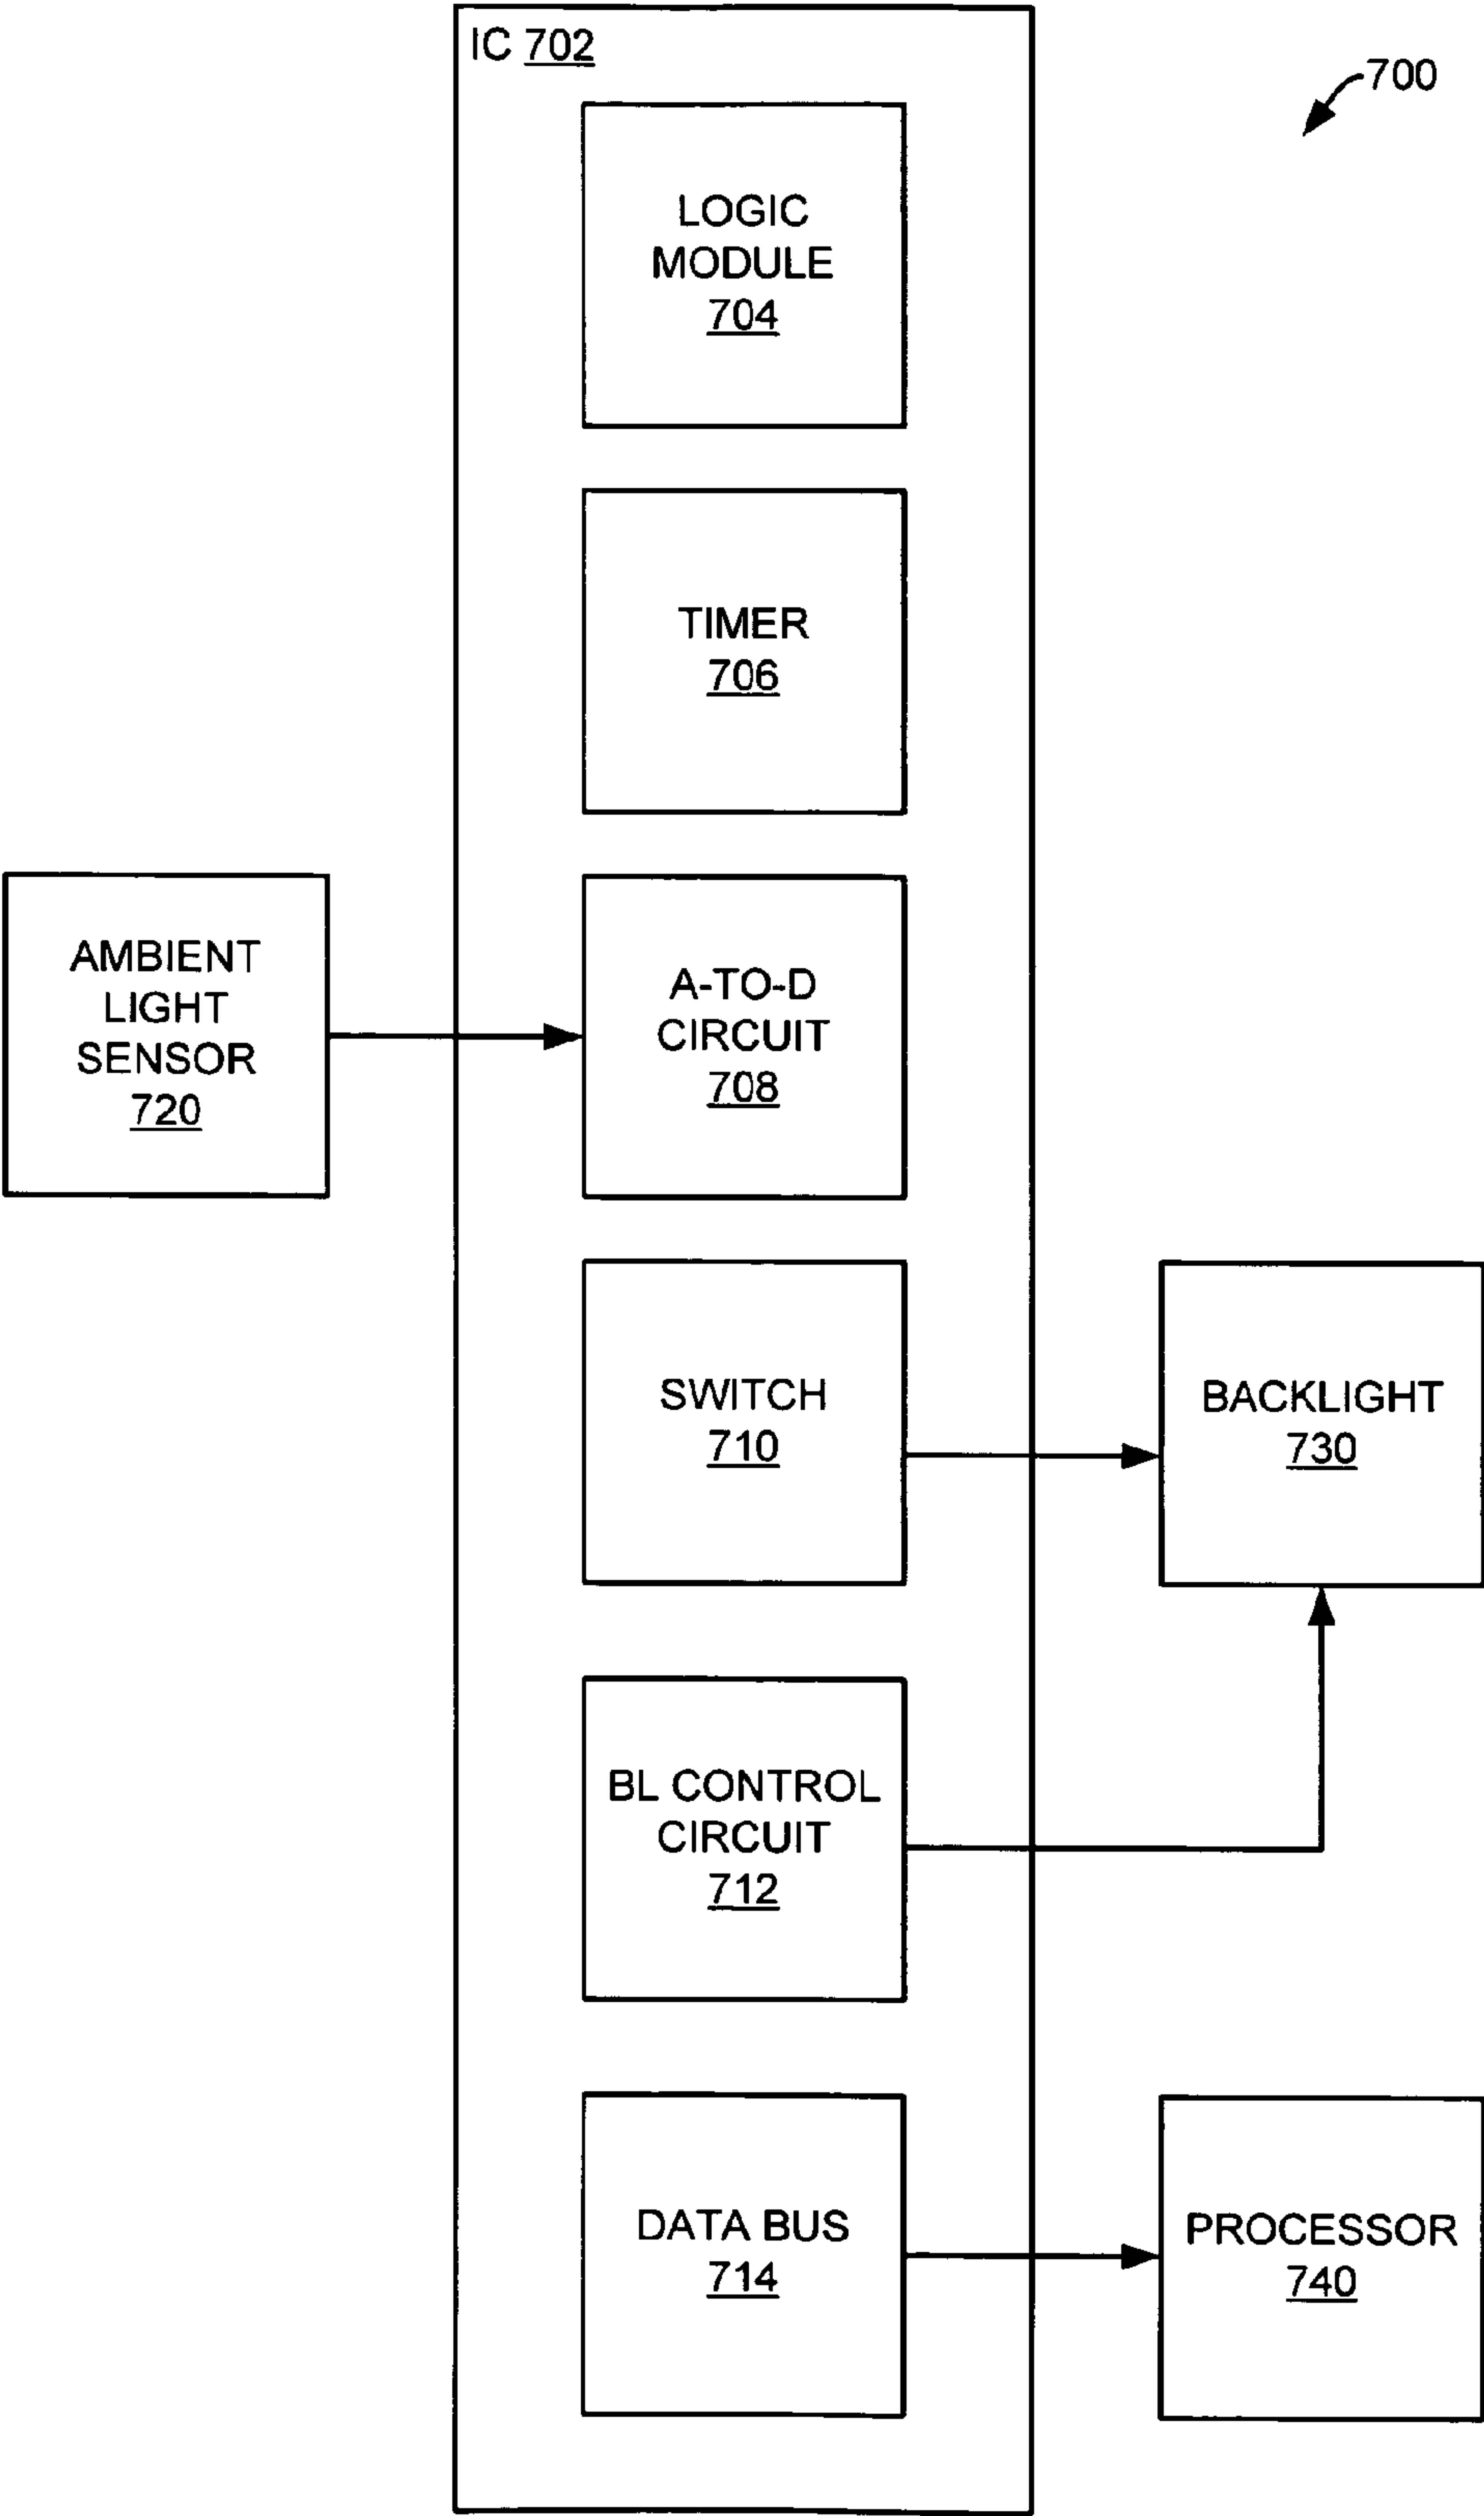 IC 702
700
LOGIC
MODULE
704
TIMER
706
AMBIENT
LIGHT
SENSOR
720
A-TO-D
CIRCUIT
708
SWITCH
710
BACKLIGHT
730
BL CONTROL
CIRCUIT
712
DATA BUS
714
PROCESSOR
740